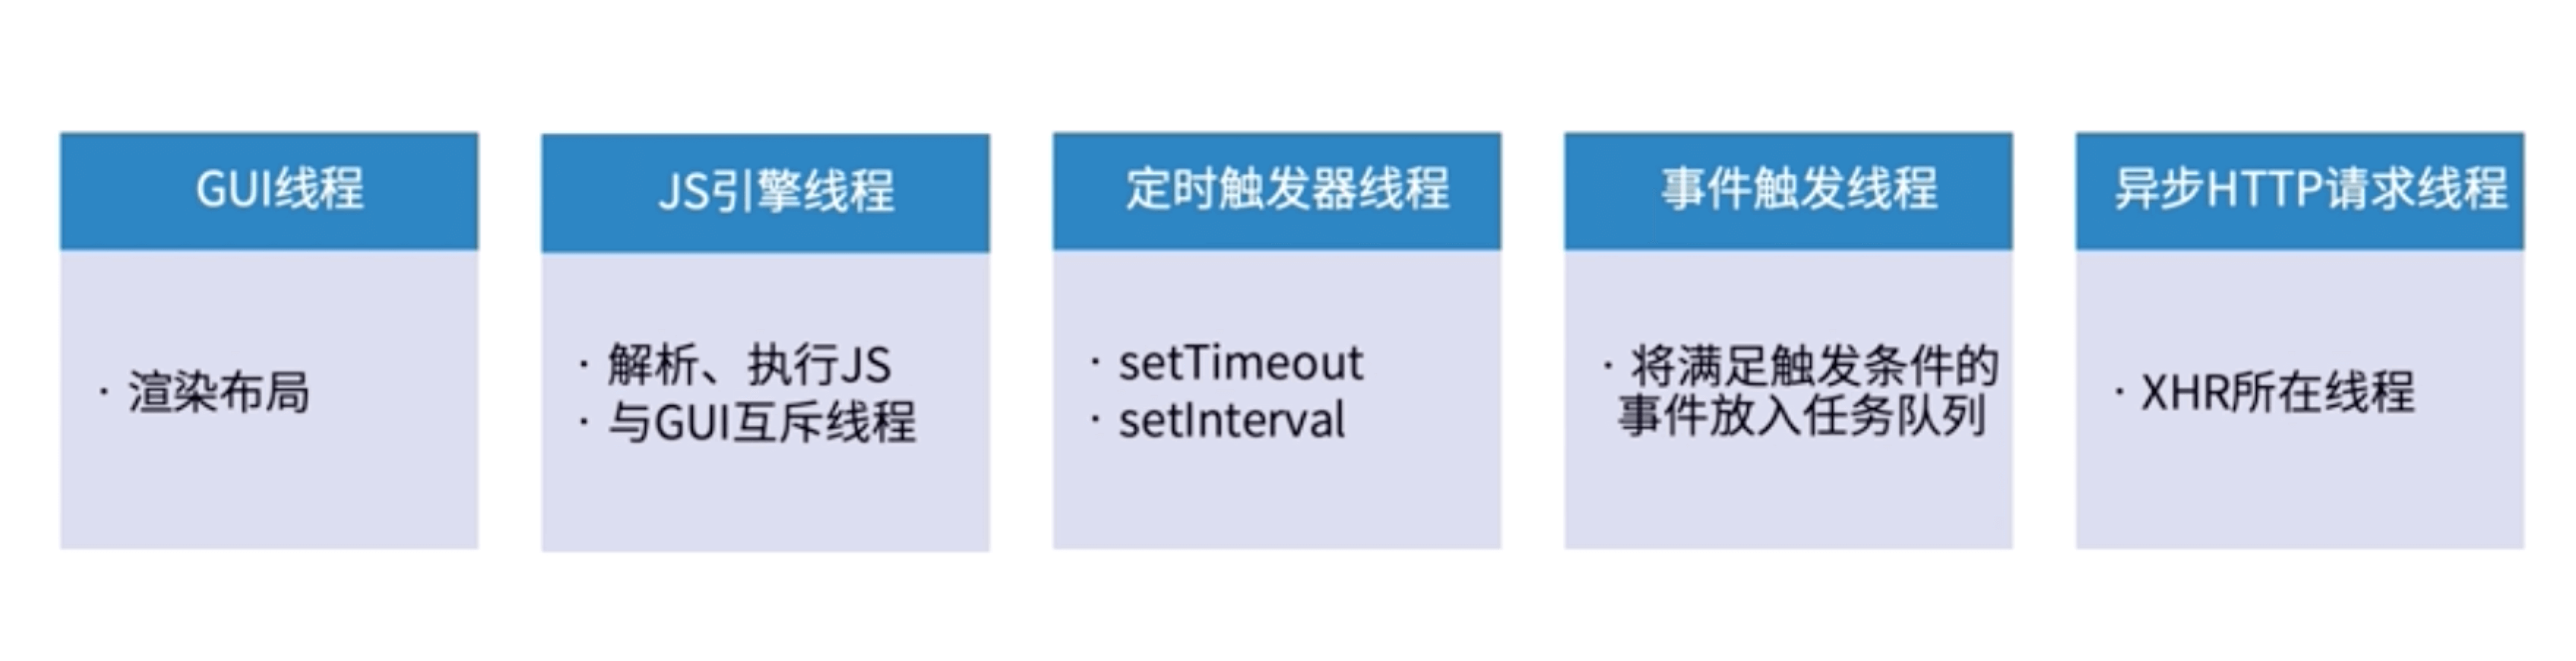 GUI线程
· 渲染布局
JS引擎线程
· 解析、执行JS
· 与GUI互斥线程
定时触发器线程
· setTimeout
· setInterval
事件触发线程
· 将满足触发条件的
事件放入任务队列
异步HTTP请求线程
· XHR所在线程